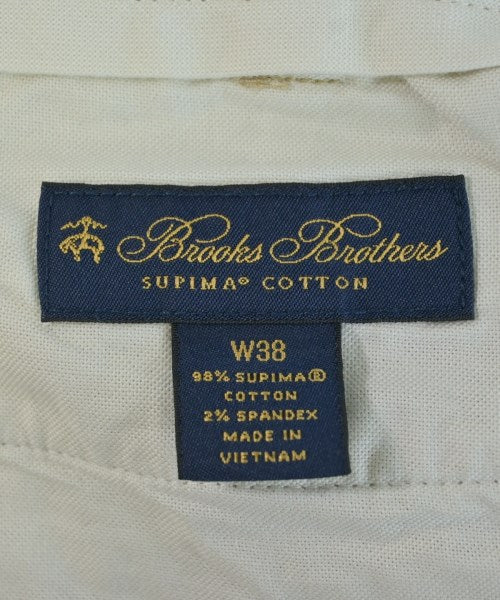 Brooks Brothers
SUPIMA® COTTON
W38
98% SUPIMA®
COTTON
2% SPANDEX
MADE IN
VIETNAM